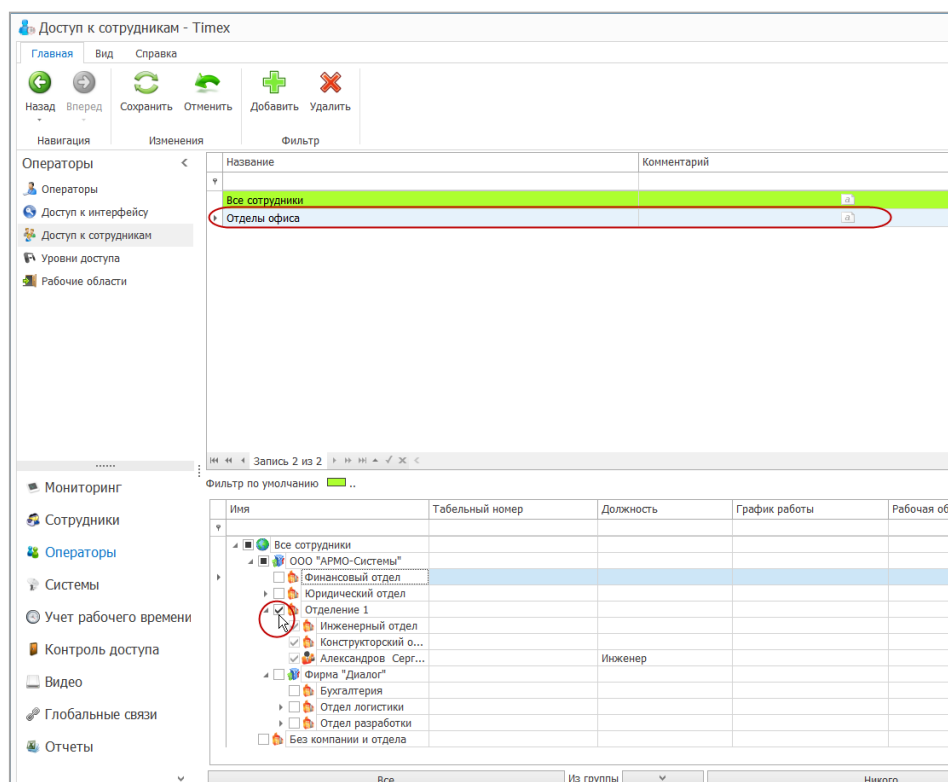 Доступ к сотрудникам - Timex
Главная Вид Справка
Назад Вперед Сохранить Отменить Добавить Удалить
Навигация Изменения Фильтр
Операторы
Операторы
Доступ к интерфейсу
Доступ к сотрудникам
Уровни доступа
Рабочие области
Название Комментарий
Все сотрудники a
Отделы офиса a
Запись 2 из 2
Фильтр по умолчанию ..
Мониторинг
Сотрудники
Операторы
Системы
Учет рабочего времени
Контроль доступа
Видео
Глобальные связи
Отчеты
Имя Табельный номер Должность График работы Рабочая об
Все сотрудники
ООО "АРМО-Системы"
Финансовый отдел
Юридический отдел
Отделение 1
Инженерный отдел
Конструкторский о...
Александров Серг... Инженер
Фирма "Диалог"
Бухгалтерия
Отдел логистики
Отдел разработки
Без компании и отдела
Все Из группы Никого